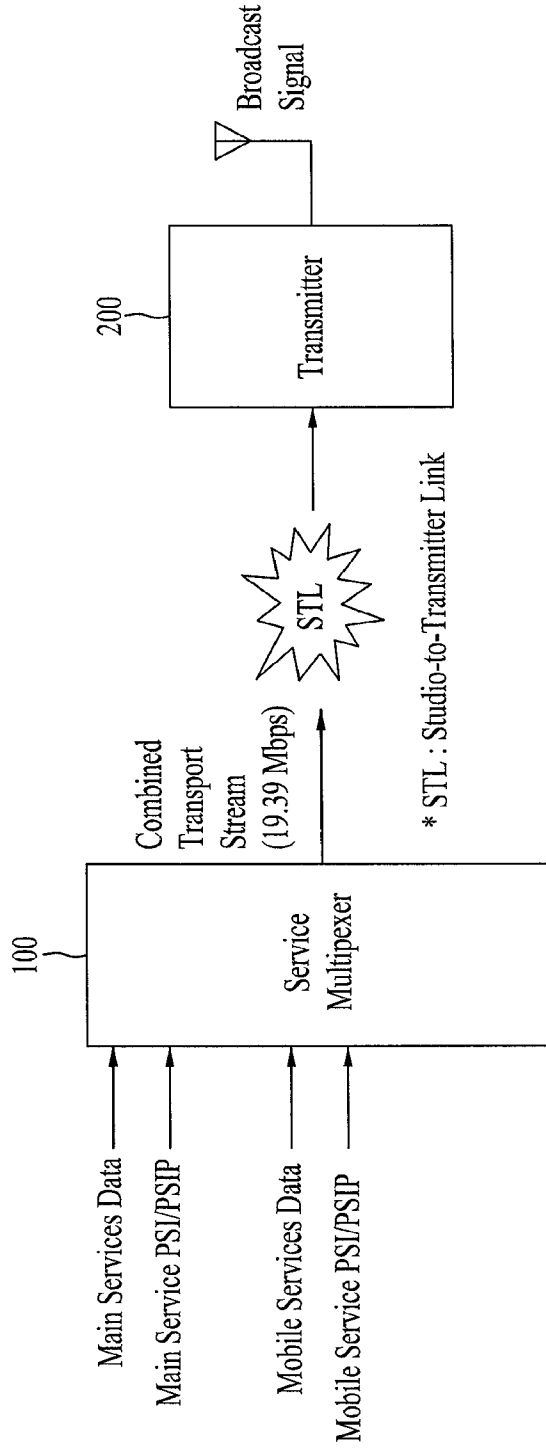 Main Services Data
Main Service PSI/PSIP
Mobile Services Data
Mobile Service PSI/PSIP
100
Service
Multipexer
Combined
Transport
Stream
(19.39 Mbps)
STL
* STL : Studio-to-Transmitter Link
200
Transmitter
Broadcast
Signal